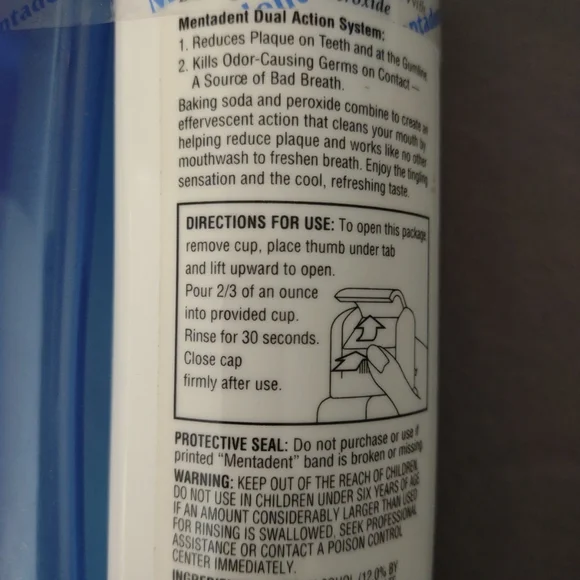 Mentadent Dual Action System:
1. Reduces Plaque on Teeth and at the Gumline
2. Kills Odor-Causing Germs on Contact —
A Source of Bad Breath.
Baking soda and peroxide combine to create an
effervescent action that cleans your mouth by
helping reduce plaque and works like no other
mouthwash to freshen breath. Enjoy the tingling
sensation and the cool, refreshing taste.
DIRECTIONS FOR USE: To open this package,
remove cup, place thumb under tab
and lift upward to open.
Pour 2/3 of an ounce
into provided cup.
Rinse for 30 seconds.
Close cap
firmly after use.
PROTECTIVE SEAL: Do not purchase or use if
printed "Mentadent" band is broken or missing.
WARNING: KEEP OUT OF THE REACH OF CHILDREN.
DO NOT USE IN CHILDREN UNDER SIX YEARS OF AGE
IF AN AMOUNT CONSIDERABLY LARGER THAN USED
FOR RINSING IS SWALLOWED, SEEK PROFESSIONAL
ASSISTANCE OR CONTACT A POISON CONTROL
CENTER IMMEDIATELY.
(12.0% BY